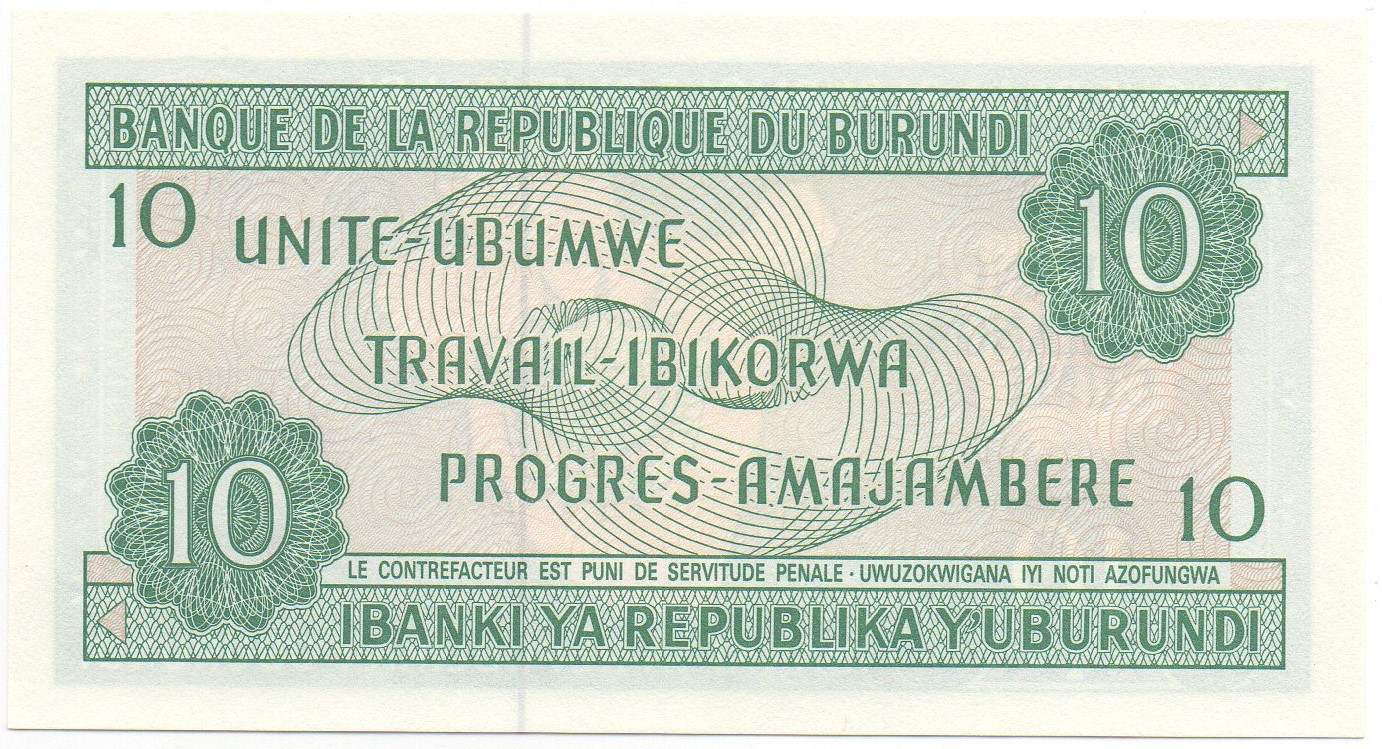 BANQUE DE LA REPUBLIQUE DU BURUNDI
10
10
UNITE-UBUMWE
TRAVAIL-IBIKORWA
PROGRES-AMAJAMBERE
10
10
LE CONTREFACTEUR EST PUNI DE SERVITUDE PENALE · UWUZOKWIGANA IYI NOTI AZOFUNGWA
IBANKI YA REPUBLIKA Y'UBURUNDI